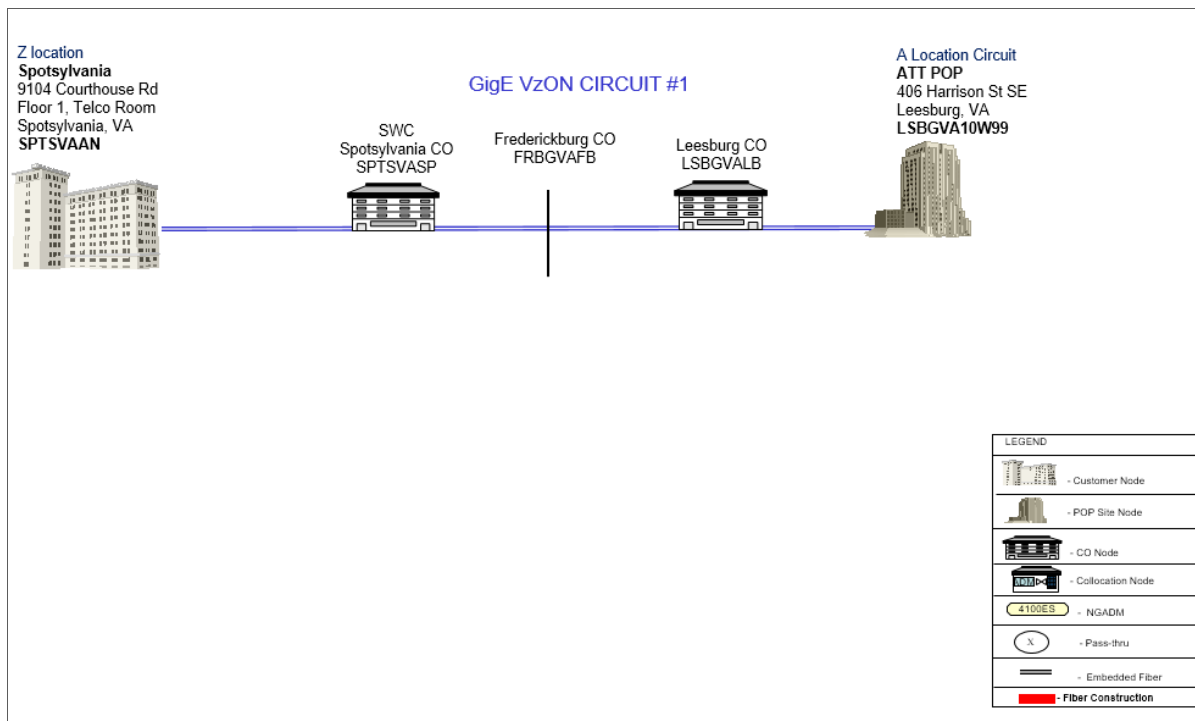 Z location
Spotsylvania
9104 Courthouse Rd
Floor 1, Telco Room
Spotsylvania, VA
SPTSVAAN
GigE VzON CIRCUIT #1
SWC
Spotsylvania CO
SPTSVASP
Frederickburg CO
FRBGVAFB
Leesburg CO
LSBGVALB
A Location Circuit
ATT POP
406 Harrison St SE
Leesburg, VA
LSBGVA10W99
LEGEND
- Customer Node
- POP Site Node
- CO Node
- Collocation Node
4100ES - NGADM
X - Pass-thru
- Embedded Fiber
- Fiber Construction